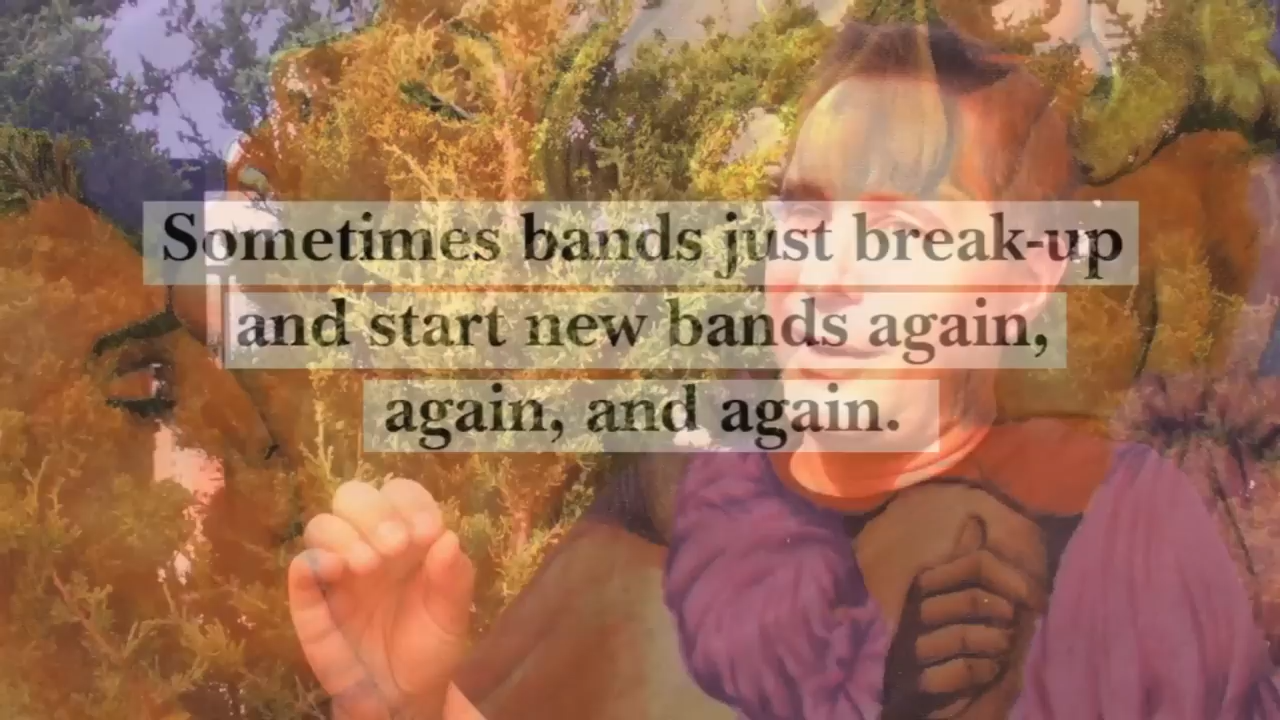 Sometimes bands just break-up
and start new bands again,
again, and again.